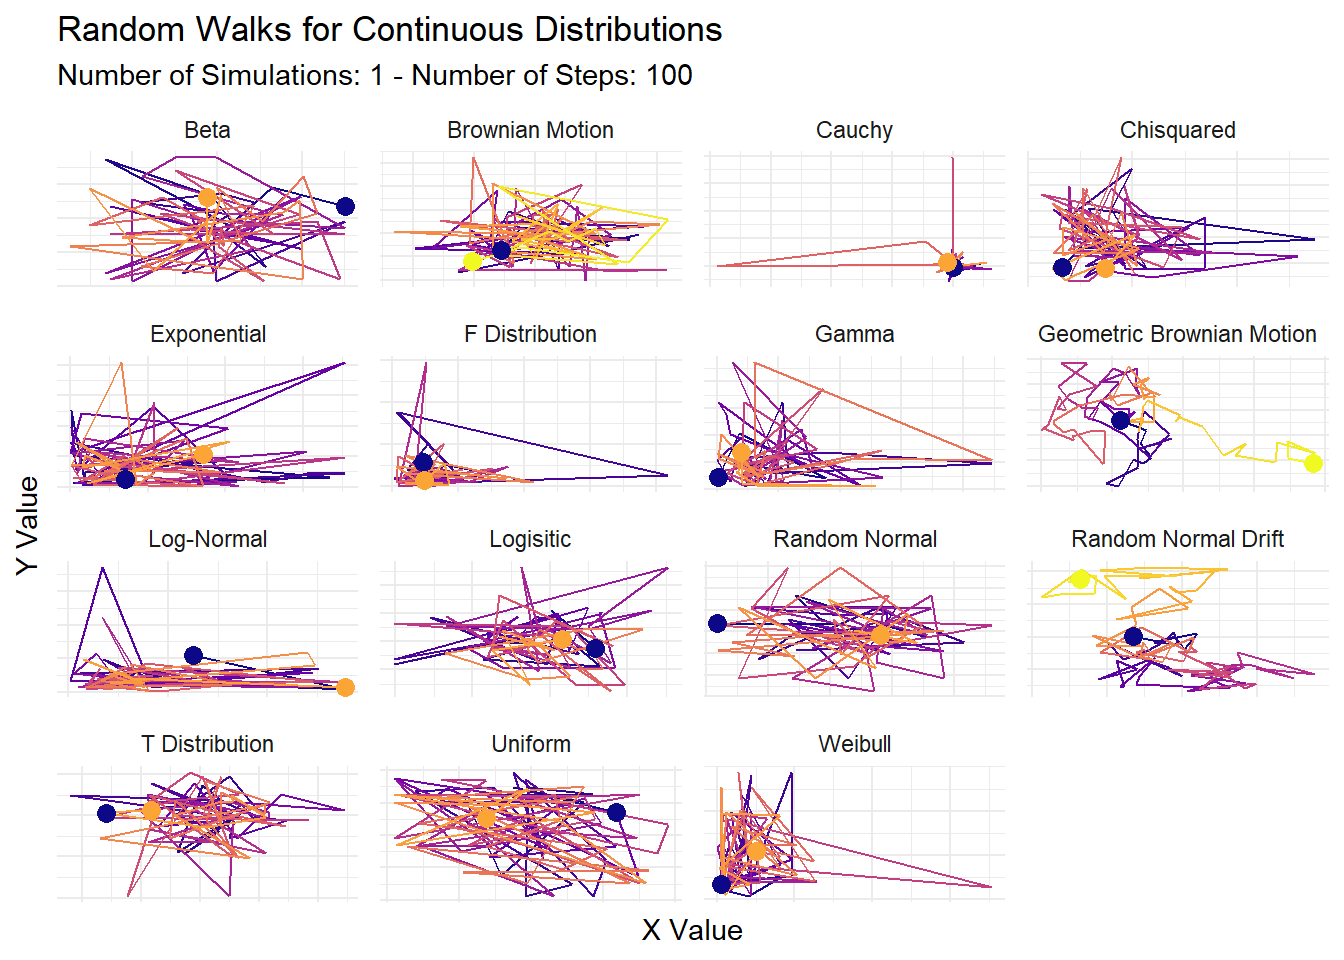 Random Walks for Continuous Distributions
Number of Simulations: 1 - Number of Steps: 100
Beta
Brownian Motion
Cauchy
Chisquared
Exponential
F Distribution
Gamma
Geometric Brownian Motion
Log-Normal
Logisitic
Random Normal
Random Normal Drift
T Distribution
Uniform
Weibull
Y Value
X Value